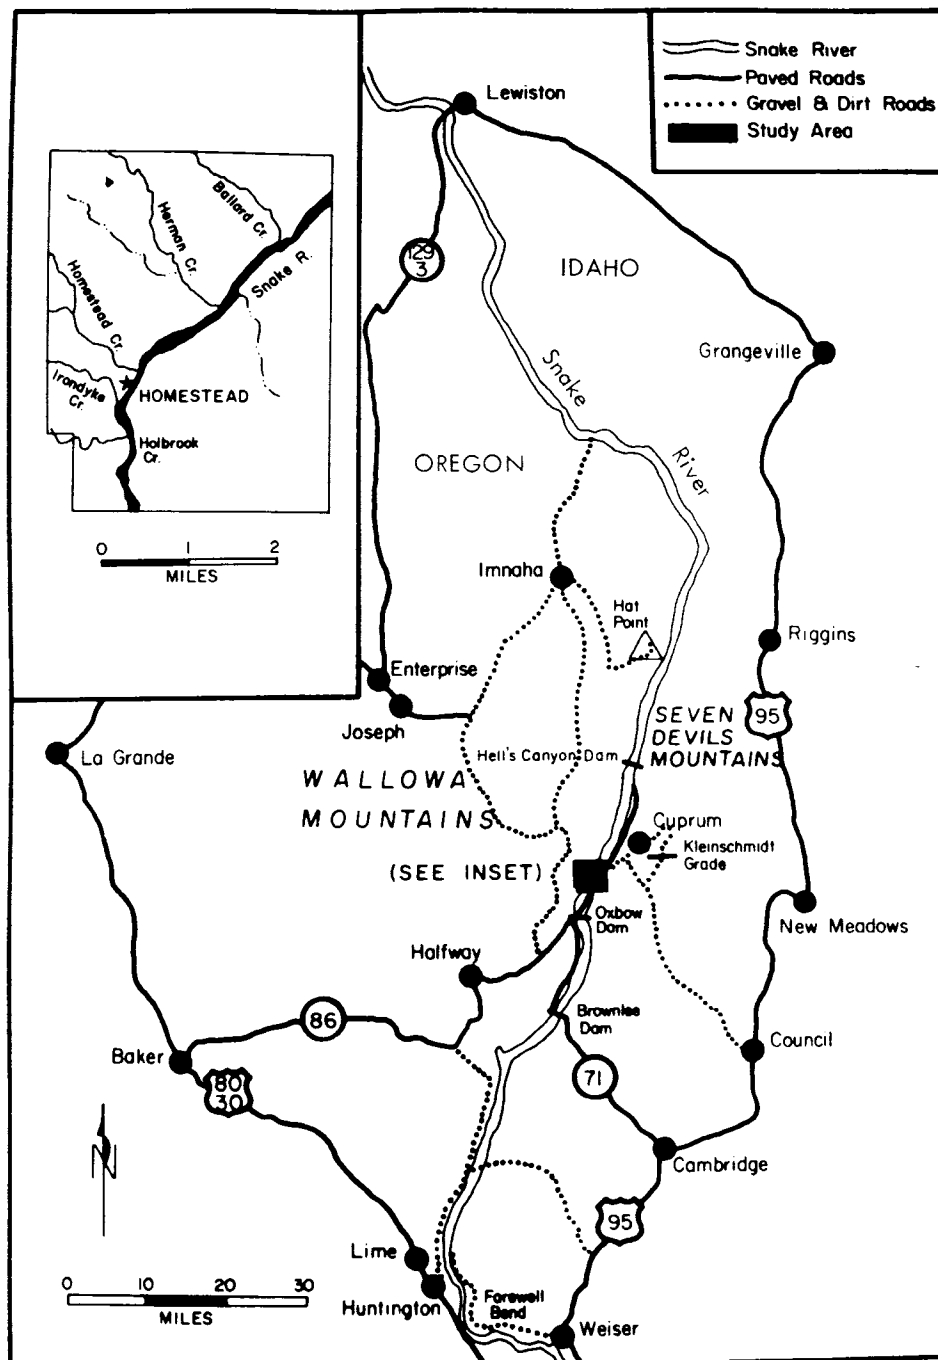 Snake River
Paved Roads
Gravel & Dirt Roads
Study Area
Lewiston
129
3
IDAHO
Grangeville
Snake
River
OREGON
Imnaha
Hat
Point
Riggins
Enterprise
Joseph
95
SEVEN
DEVILS
MOUNTAINS
Hell's Canyon Dam
La Grande
WALLOWA
MOUNTAINS
(SEE INSET)
Cuprum
Kleinschmidt
Grade
New Meadows
Oxbow
Dam
Halfway
Brownlee
Dam
86
Council
Baker
80
30
71
Cambridge
N
95
Lime
Huntington
Farewell
Bend
Weiser
0 10 20 30
MILES
Ballard Cr.
Herman
Cr.
Snake R.
Homestead
Cr.
Irondyke
Cr.
HOMESTEAD
Holbrook
Cr.
0 1 2
MILES